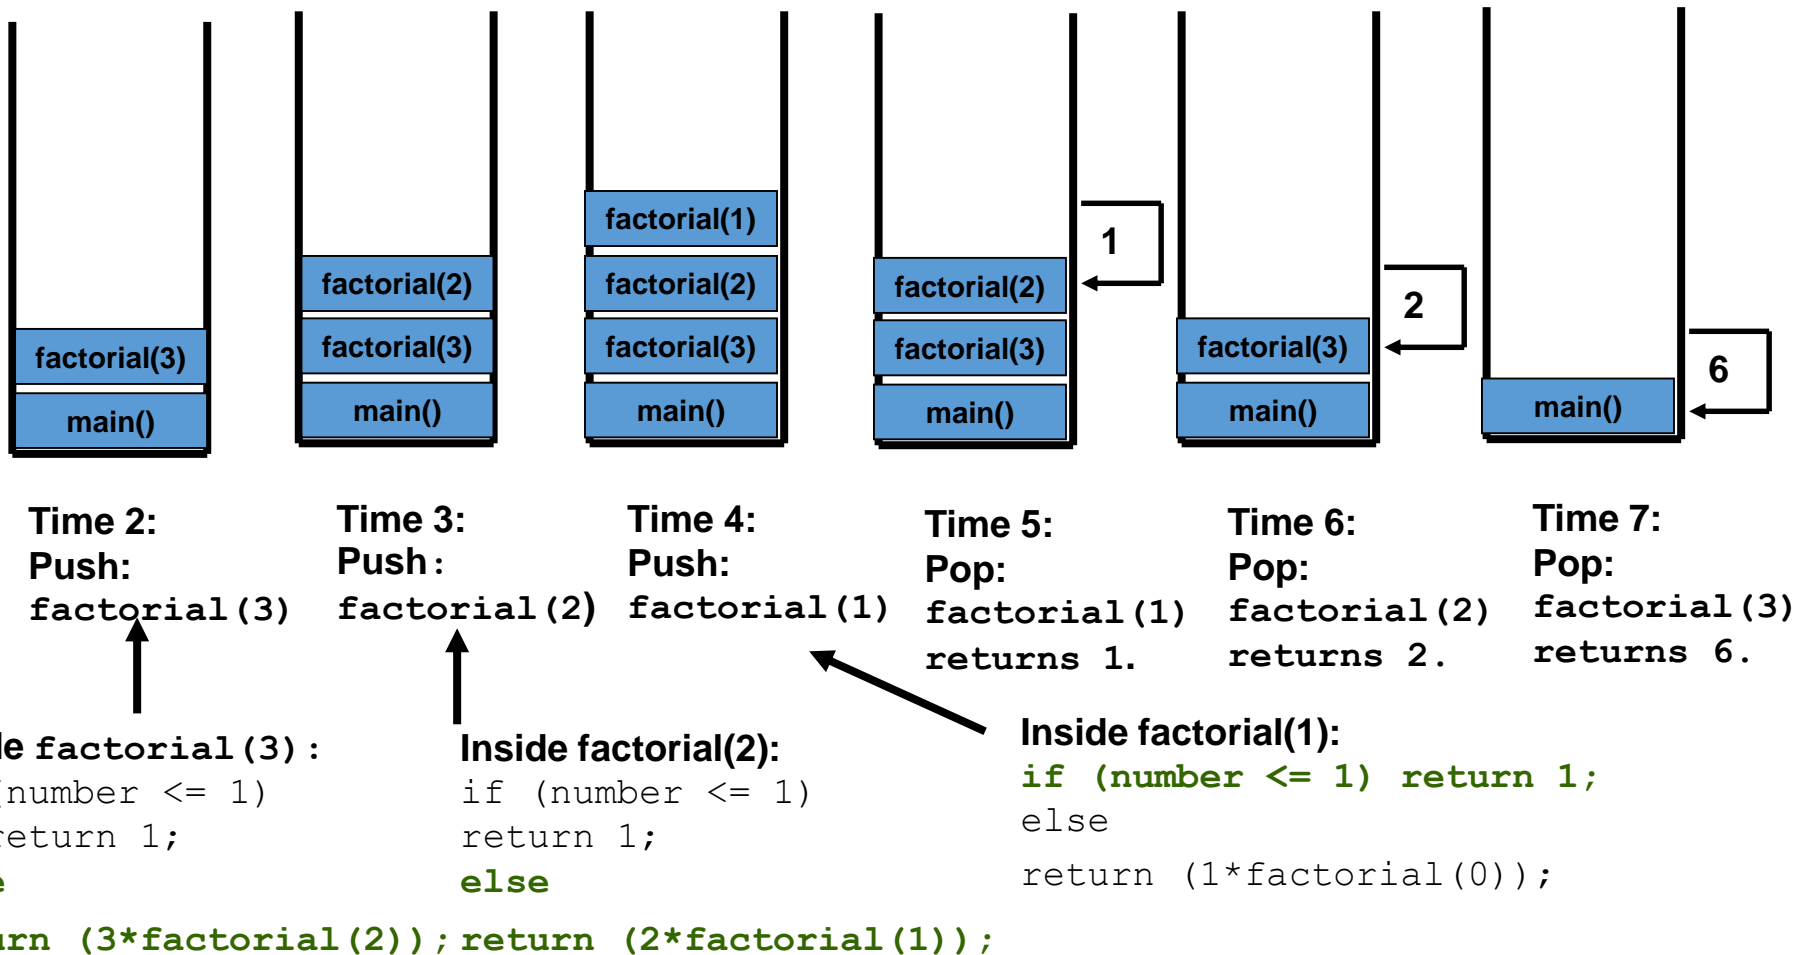 factorial(3)
main()
factorial(2)
factorial(3)
main()
factorial(1)
factorial(2)
factorial(3)
main()
factorial(2)
factorial(3)
main()
1
factorial(3)
main()
2
main()
6
Time 2:
Push:
factorial(3)
Time 3:
Push:
factorial(2)
Time 4:
Push:
factorial(1)
Time 5:
Pop:
factorial(1)
returns 1.
Time 6:
Pop:
factorial(2)
returns 2.
Time 7:
Pop:
factorial(3)
returns 6.
factorial(3):
(number <= 1)
return 1;
(3*factorial(2));
Inside factorial(2):
if (number <= 1)
return 1;
else
return (2*factorial(1));
Inside factorial(1):
if (number <= 1) return 1;
else
return (1*factorial(0));